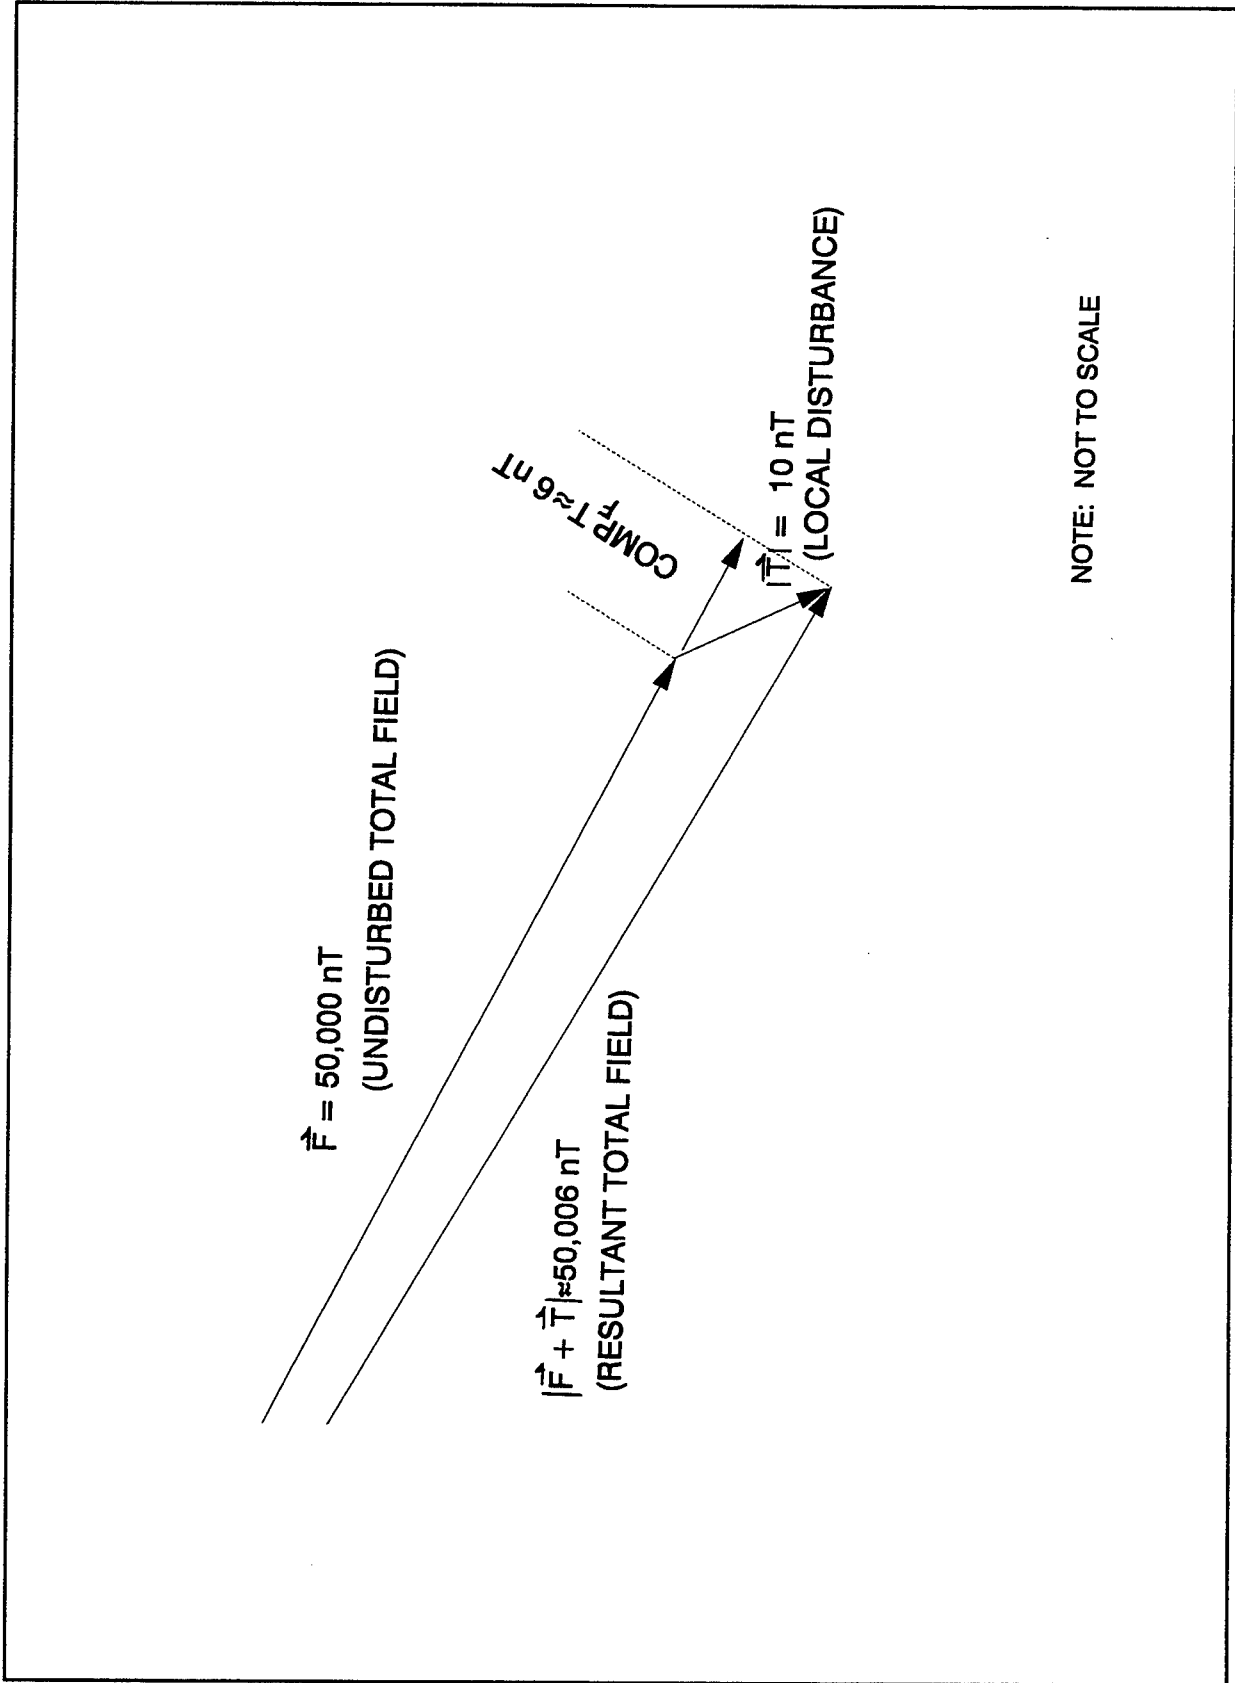 F⃗ = 50,000 nT
(UNDISTURBED TOTAL FIELD)
|F⃗ + T⃗|≈50,006 nT
(RESULTANT TOTAL FIELD)
COMP T≈6 nT
F
|T⃗| = 10 nT
(LOCAL DISTURBANCE)
NOTE: NOT TO SCALE